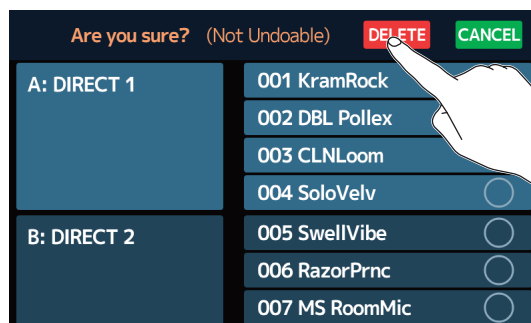 Are you sure? (Not Undoable) DELETE CANCEL
A: DIRECT 1
001 KramRock
002 DBL Pollex
003 CLNLoom
004 SoloVelv
B: DIRECT 2
005 SwellVibe
006 RazorPrnc
007 MS RoomMic